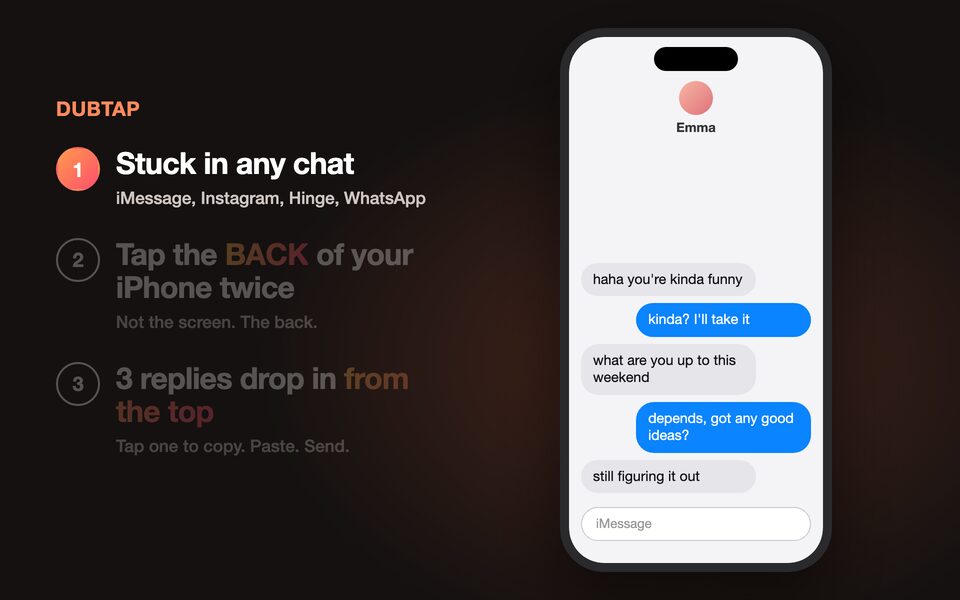 DUBTAP
1
Stuck in any chat
iMessage, Instagram, Hinge, WhatsApp
2
Tap the BACK of your
iPhone twice
Not the screen. The back.
3
3 replies drop in from
the top
Tap one to copy. Paste. Send.
Emma
haha you're kinda funny
kinda? I'll take it
what are you up to this
weekend
depends, got any good
ideas?
still figuring it out
iMessage